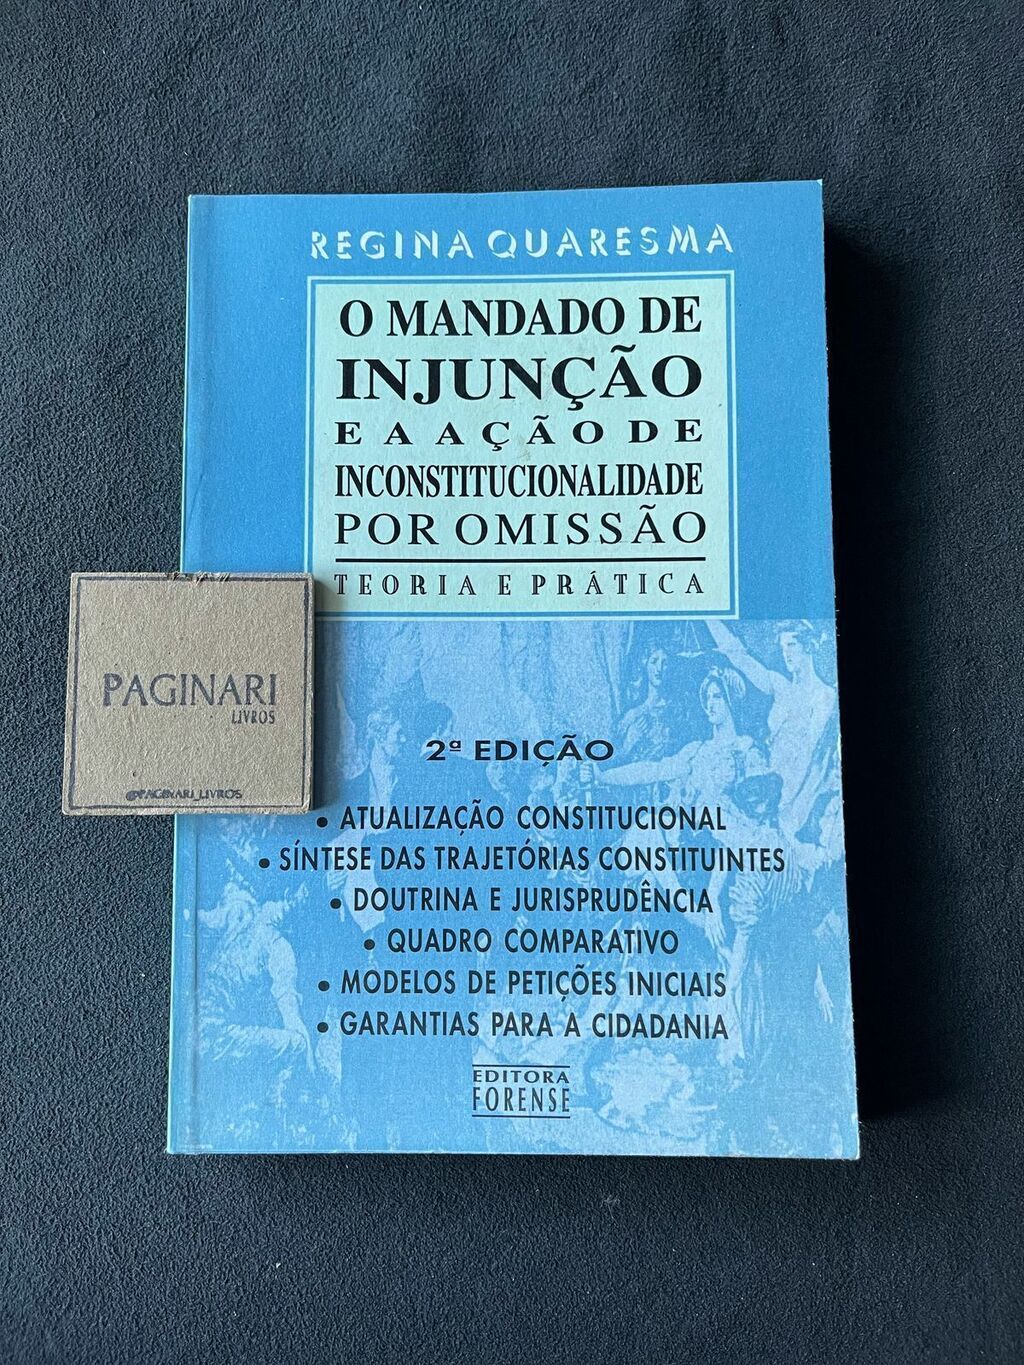 REGINA QUARESMA
O MANDADO DE
INJUNÇÃO
E A AÇÃO DE
INCONSTITUCIONALIDADE
POR OMISSÃO
TEORIA E PRÁTICA
PAGINARI
LIVROS
@PAGINARI_LIVROS
2ª EDIÇÃO
• ATUALIZAÇÃO CONSTITUCIONAL
• SÍNTESE DAS TRAJETÓRIAS CONSTITUINTES
• DOUTRINA E JURISPRUDÊNCIA
• QUADRO COMPARATIVO
• MODELOS DE PETIÇÕES INICIAIS
• GARANTIAS PARA A CIDADANIA
EDITORA
FORENSE